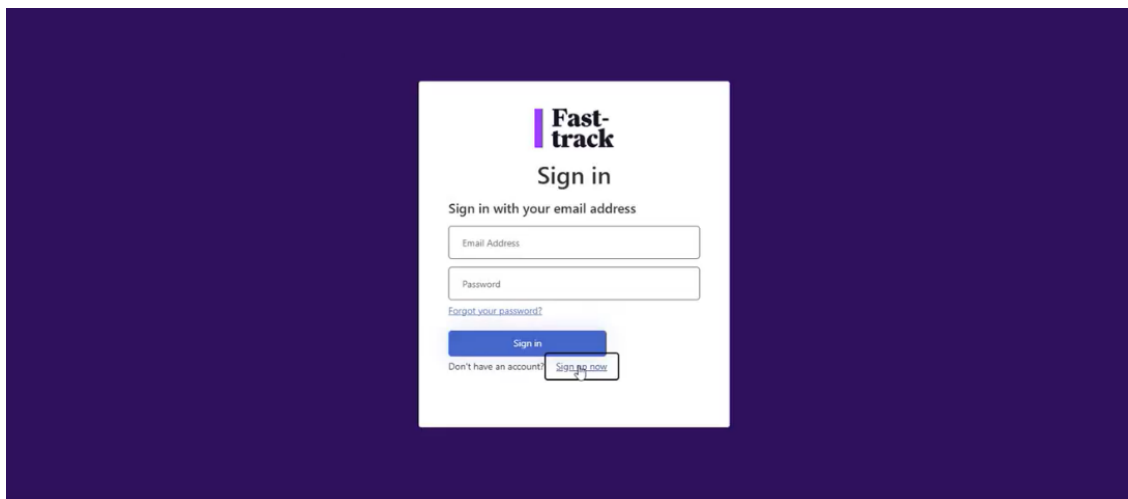 Fast-
track
Sign in
Sign in with your email address
Email Address
Password
Forgot your password?
Sign in
Don't have an account? Sign up now